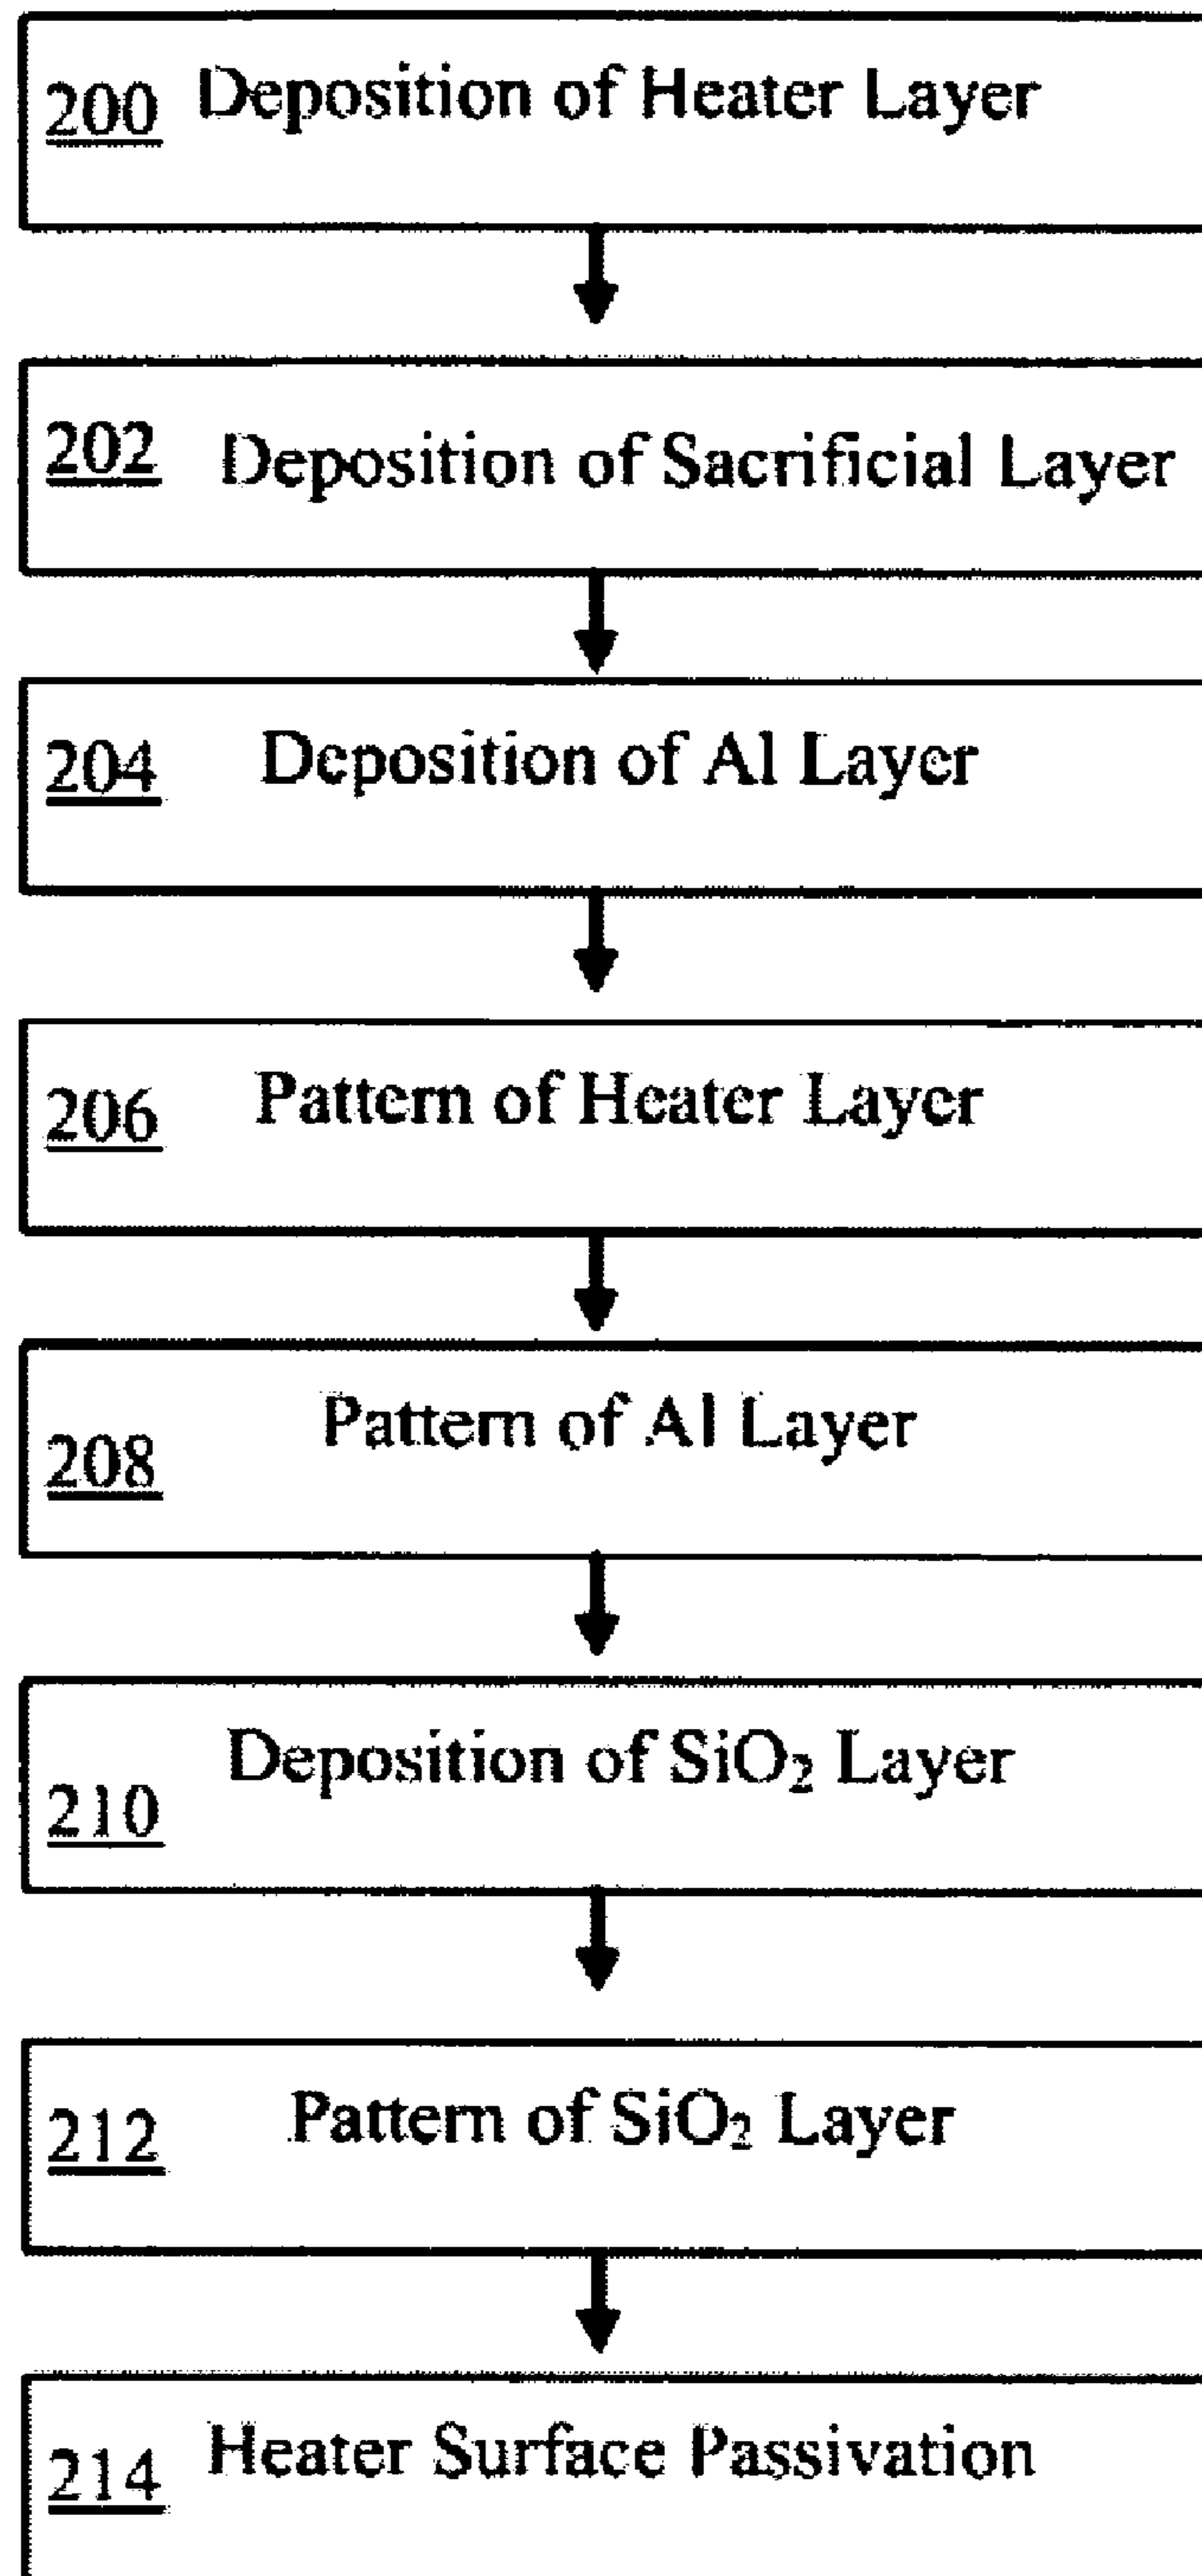 200 Deposition of Heater Layer
202 Deposition of Sacrificial Layer
204 Deposition of Al Layer
206 Pattern of Heater Layer
208 Pattern of Al Layer
210 Deposition of SiO₂ Layer
212 Pattern of SiO₂ Layer
214 Heater Surface Passivation